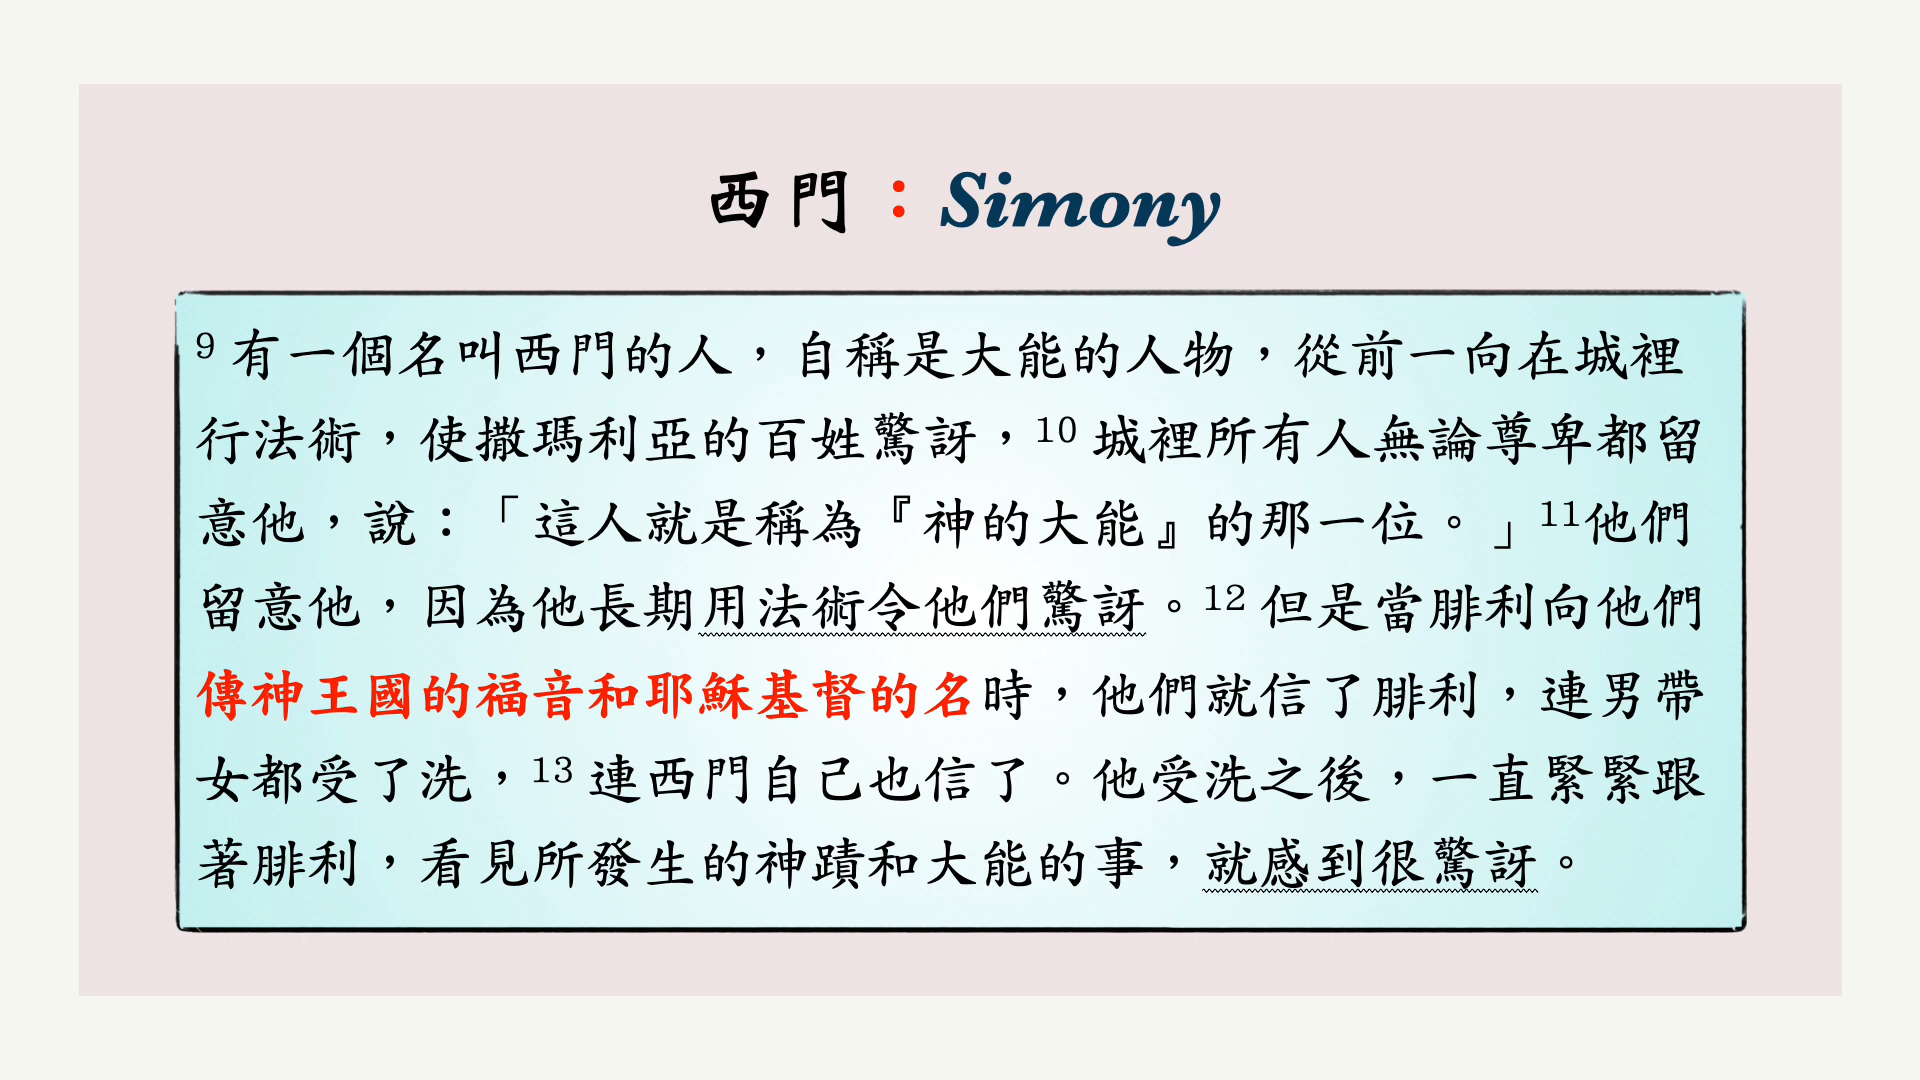 西門：Simony
9 有一個名叫西門的人，自稱是大能的人物，從前一向在城裡
行法術，使撒瑪利亞的百姓驚訝，10 城裡所有人無論尊卑都留
意他，說：「這人就是稱為『神的大能』的那一位。」11他們
留意他，因為他長期用法術令他們驚訝。12 但是當腓利向他們
傳神王國的福音和耶穌基督的名時，他們就信了腓利，連男帶
女都受了洗，13 連西門自己也信了。他受洗之後，一直緊緊跟
著腓利，看見所發生的神蹟和大能的事，就感到很驚訝。